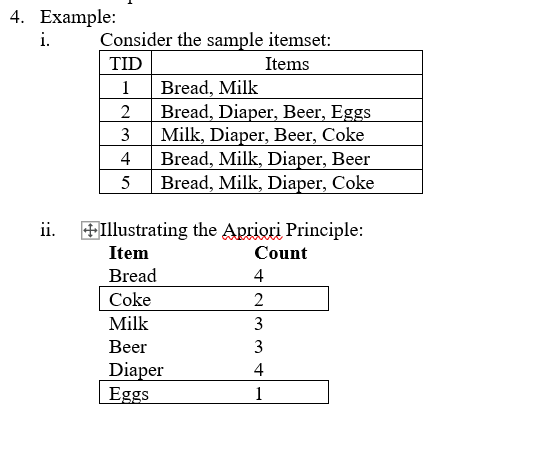 4. Example:
i. Consider the sample itemset:
TID Items
1 Bread, Milk
2 Bread, Diaper, Beer, Eggs
3 Milk, Diaper, Beer, Coke
4 Bread, Milk, Diaper, Beer
5 Bread, Milk, Diaper, Coke
ii. Illustrating the Apriori Principle:
Item Count
Bread 4
Coke 2
Milk 3
Beer 3
Diaper 4
Eggs 1